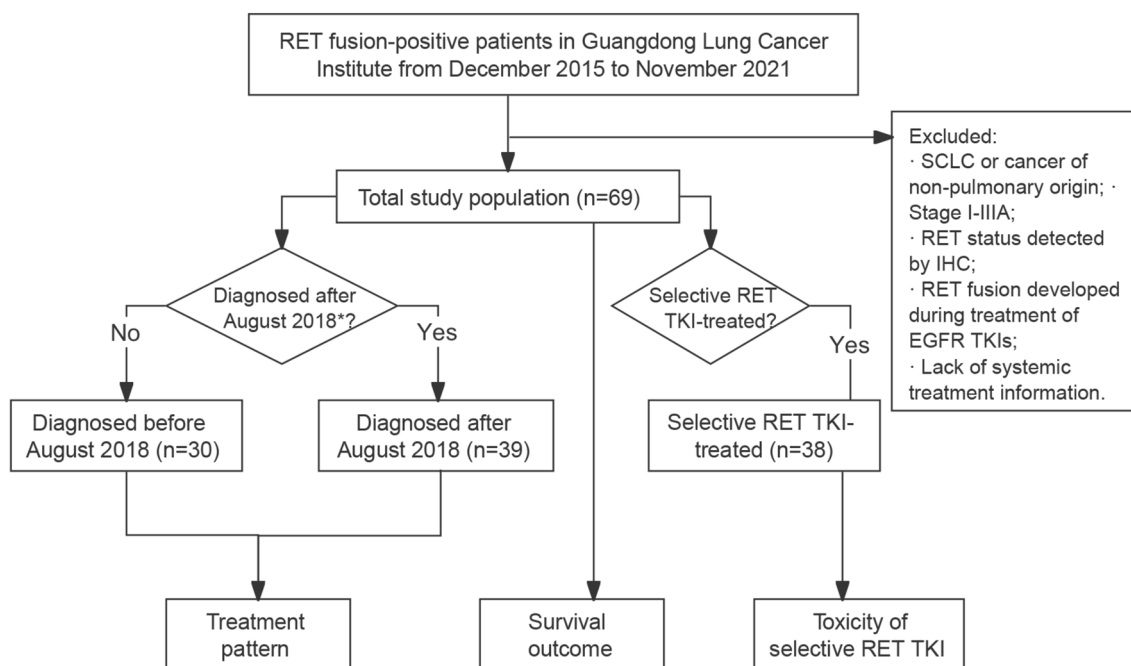 RET fusion-positive patients in Guangdong Lung Cancer
Institute from December 2015 to November 2021
Excluded:
· SCLC or cancer of
non-pulmonary origin; ·
Stage I-IIIA;
· RET status detected
by IHC;
· RET fusion developed
during treatment of
EGFR TKIs;
· Lack of systemic
treatment information.
Total study population (n=69)
Diagnosed after
August 2018*?
No
Yes
Selective RET
TKI-treated?
Yes
Diagnosed before
August 2018 (n=30)
Diagnosed after
August 2018 (n=39)
Selective RET TKI-
treated (n=38)
Treatment
pattern
Survival
outcome
Toxicity of
selective RET TKI